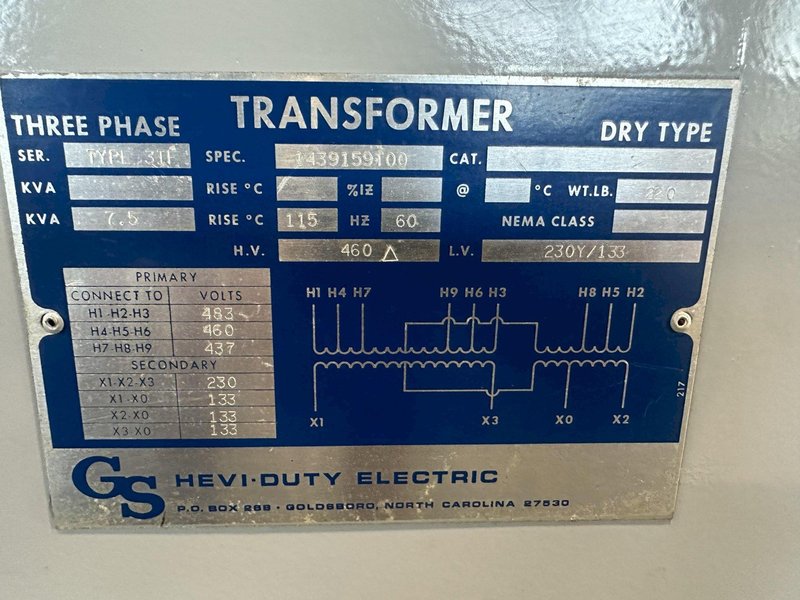 TRANSFORMER
THREE PHASE
DRY TYPE
SER. TYPE 3II SPEC. T439159T00 CAT.
KVA RISE °C %IZ @ °C WT.LB. 220
KVA 7.5 RISE °C 115 HZ 60 NEMA CLASS
H.V. 460 Δ L.V. 230Y/133
PRIMARY
CONNECT TO VOLTS
H1-H2-H3 483
H4-H5-H6 460
H7-H8-H9 437
SECONDARY
X1-X2-X3 230
X1-X0 133
X2-X0 133
X3 X0 133
H1 H4 H7 H9 H6 H3 H8 H5 H2
X1 X3 X0 X2
217
GS HEVI-DUTY ELECTRIC
P.O. BOX 268 · GOLDSBORO, NORTH CAROLINA 27530